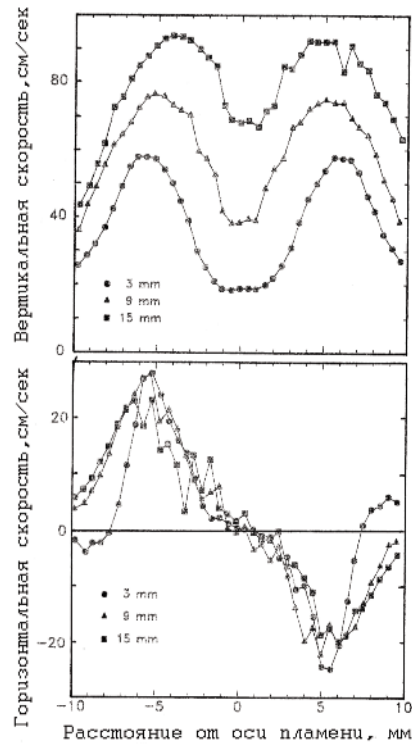 Вертикальная скорость, см/сек
80
40
0
3 mm
9 mm
15 mm
Горизонтальная скорость, см/сек
20
0
-20
3 mm
9 mm
15 mm
-10 -5 0 5 10
Расстояние от оси пламени, мм